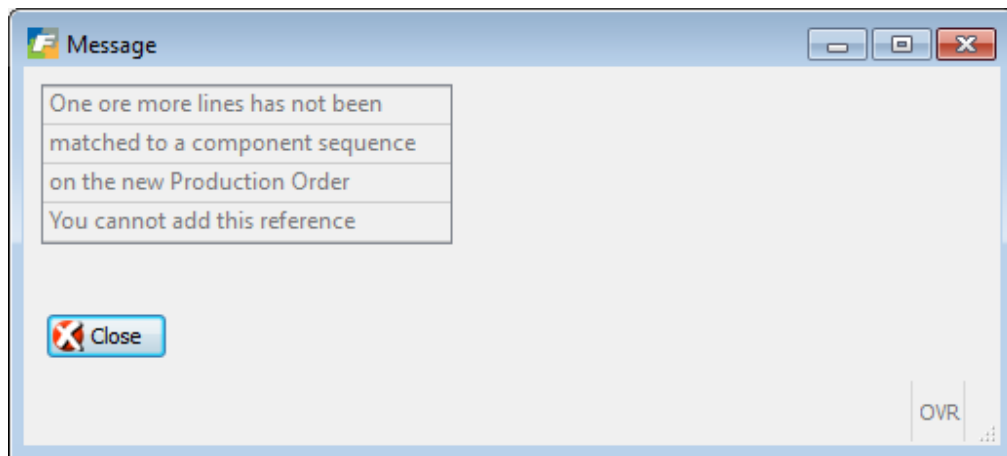 Message
One ore more lines has not been
matched to a component sequence
on the new Production Order
You cannot add this reference
Close
OVR